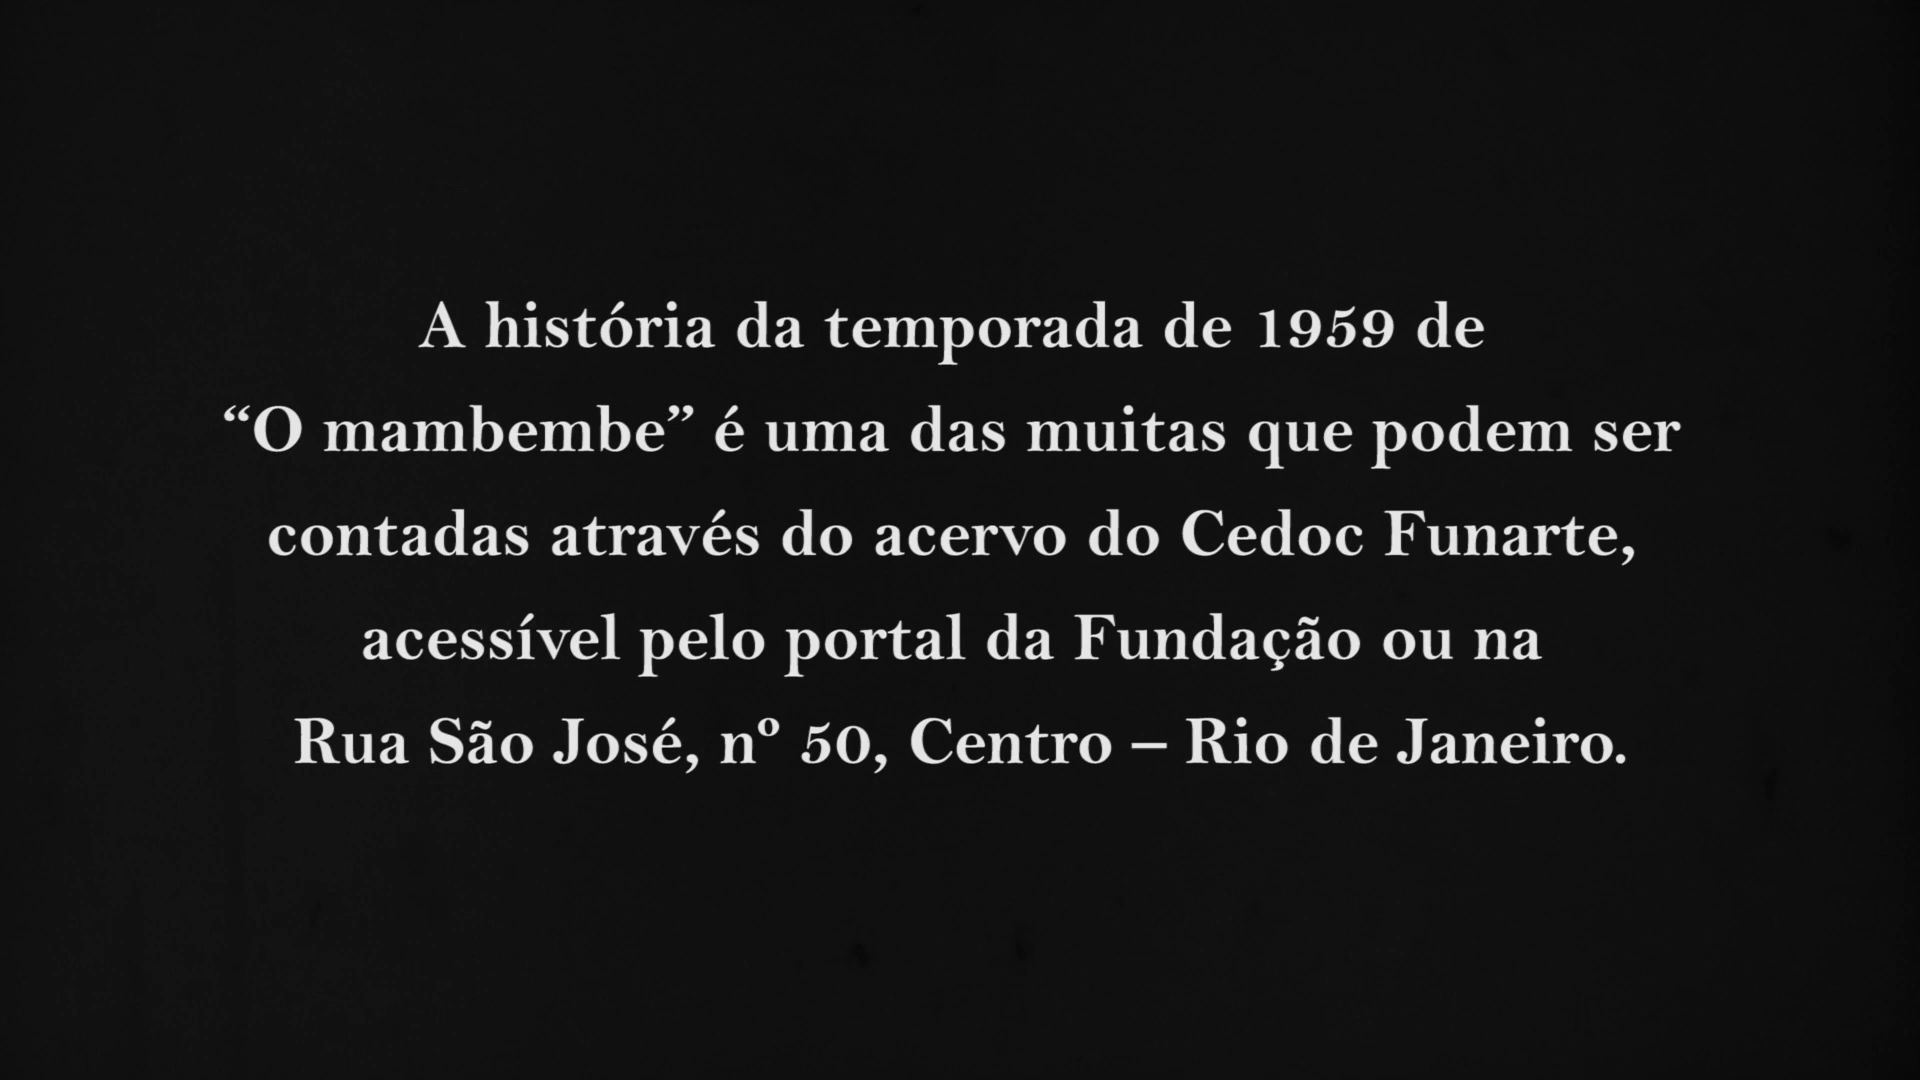 A história da temporada de 1959 de
“O mambembe” é uma das muitas que podem ser
contadas através do acervo do Cedoc Funarte,
acessível pelo portal da Fundação ou na
Rua São José, nº 50, Centro – Rio de Janeiro.